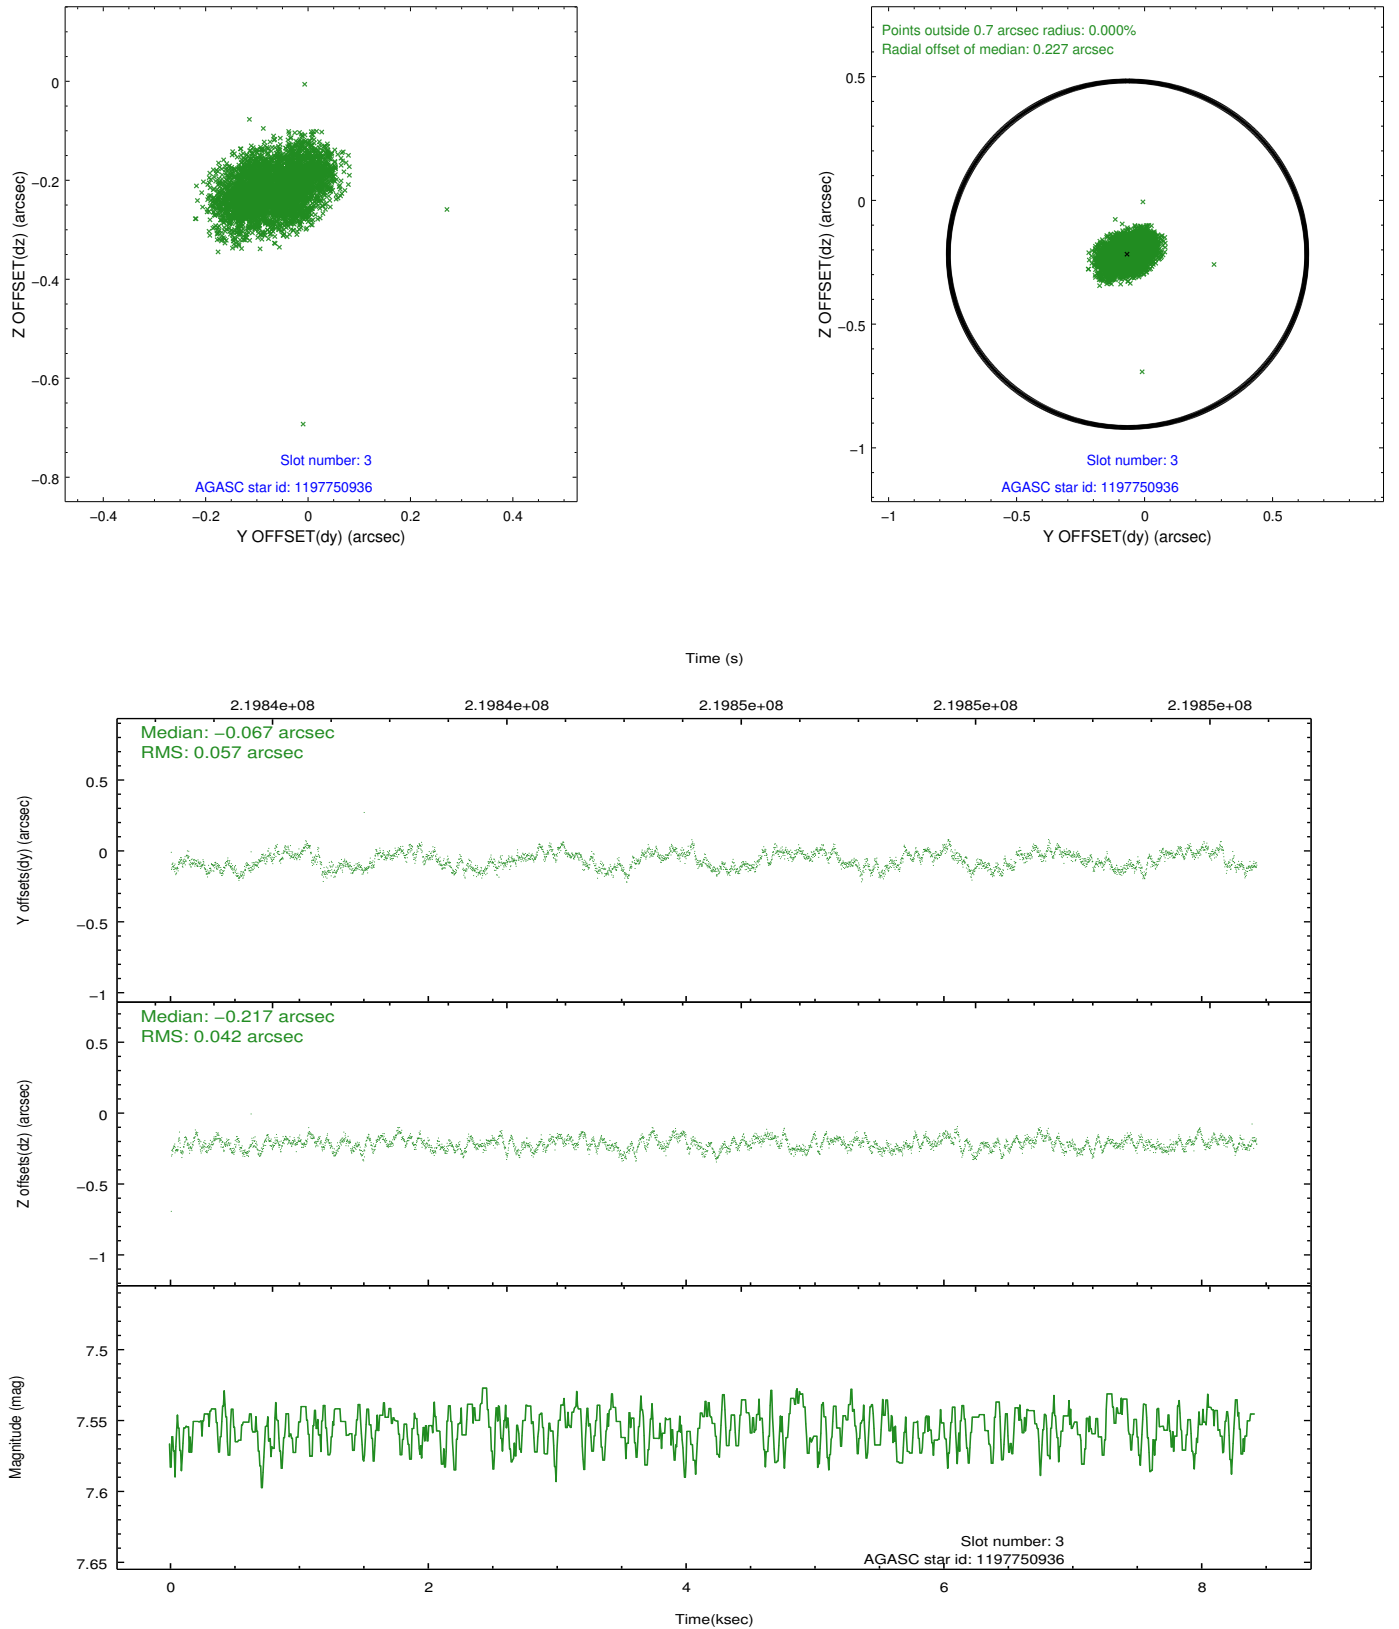 0
−0.2
−0.4
−0.6
−0.8
Z OFFSET(dz) (arcsec)
−0.4
−0.2
0
0.2
0.4
Y OFFSET(dy) (arcsec)
Slot number: 3
AGASC star id: 1197750936
Points outside 0.7 arcsec radius: 0.000%
Radial offset of median: 0.227 arcsec
0.5
0
−0.5
−1
Z OFFSET(dz) (arcsec)
−1
−0.5
0
0.5
Y OFFSET(dy) (arcsec)
Slot number: 3
AGASC star id: 1197750936
Time (s)
2.1984e+08
2.1984e+08
2.1985e+08
2.1985e+08
2.1985e+08
Median: −0.067 arcsec
RMS: 0.057 arcsec
0.5
0
−0.5
−1
Y offsets(dy) (arcsec)
Median: −0.217 arcsec
RMS: 0.042 arcsec
0.5
0
−0.5
−1
Z offsets(dz) (arcsec)
7.5
7.55
7.6
7.65
Magnitude (mag)
Slot number: 3
AGASC star id: 1197750936
0
2
4
6
8
Time(ksec)